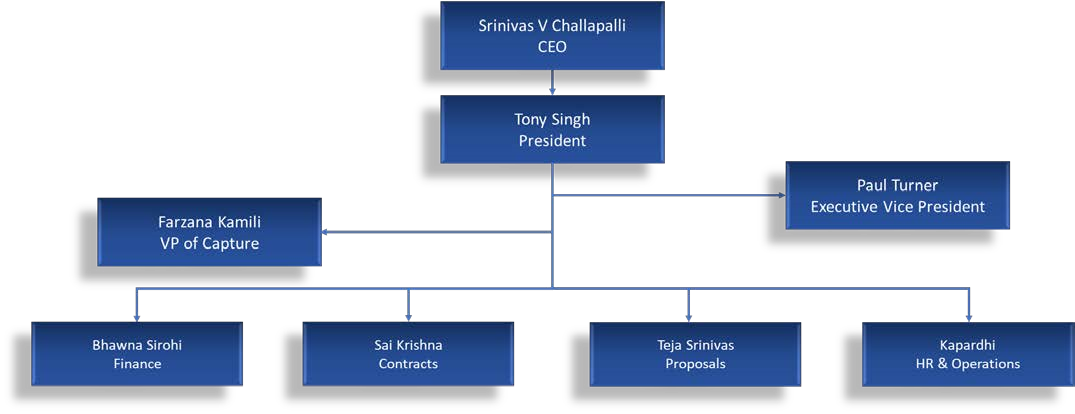 Srinivas V Challapalli
CEO
Tony Singh
President
Paul Turner
Executive Vice President
Farzana Kamili
VP of Capture
Bhawna Sirohi
Finance
Sai Krishna
Contracts
Teja Srinivas
Proposals
Kapardhi
HR & Operations